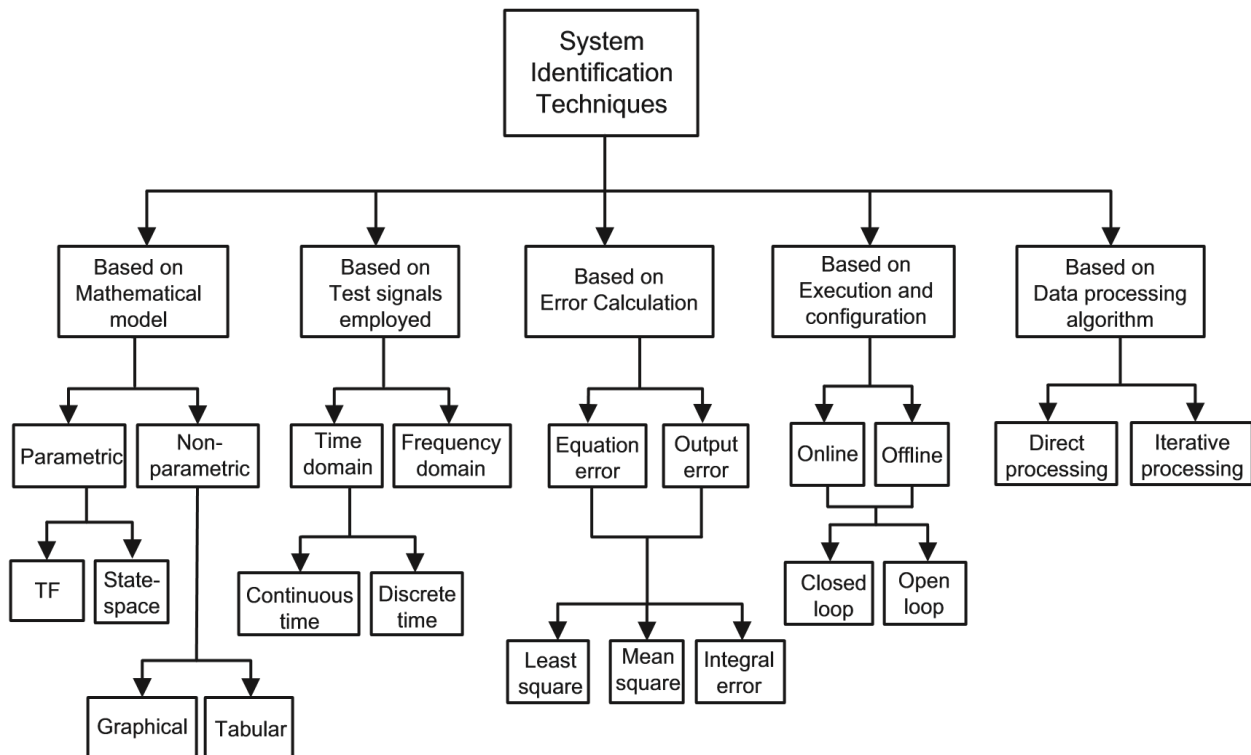 System
Identification
Techniques
Based on
Mathematical
model
Based on
Test signals
employed
Based on
Error Calculation
Based on
Execution and
configuration
Based on
Data processing
algorithm
Parametric
Non-
parametric
Time
domain
Frequency
domain
Equation
error
Output
error
Online
Offline
Direct
processing
Iterative
processing
TF
State-
space
Continuous
time
Discrete
time
Closed
loop
Open
loop
Least
square
Mean
square
Integral
error
Graphical
Tabular